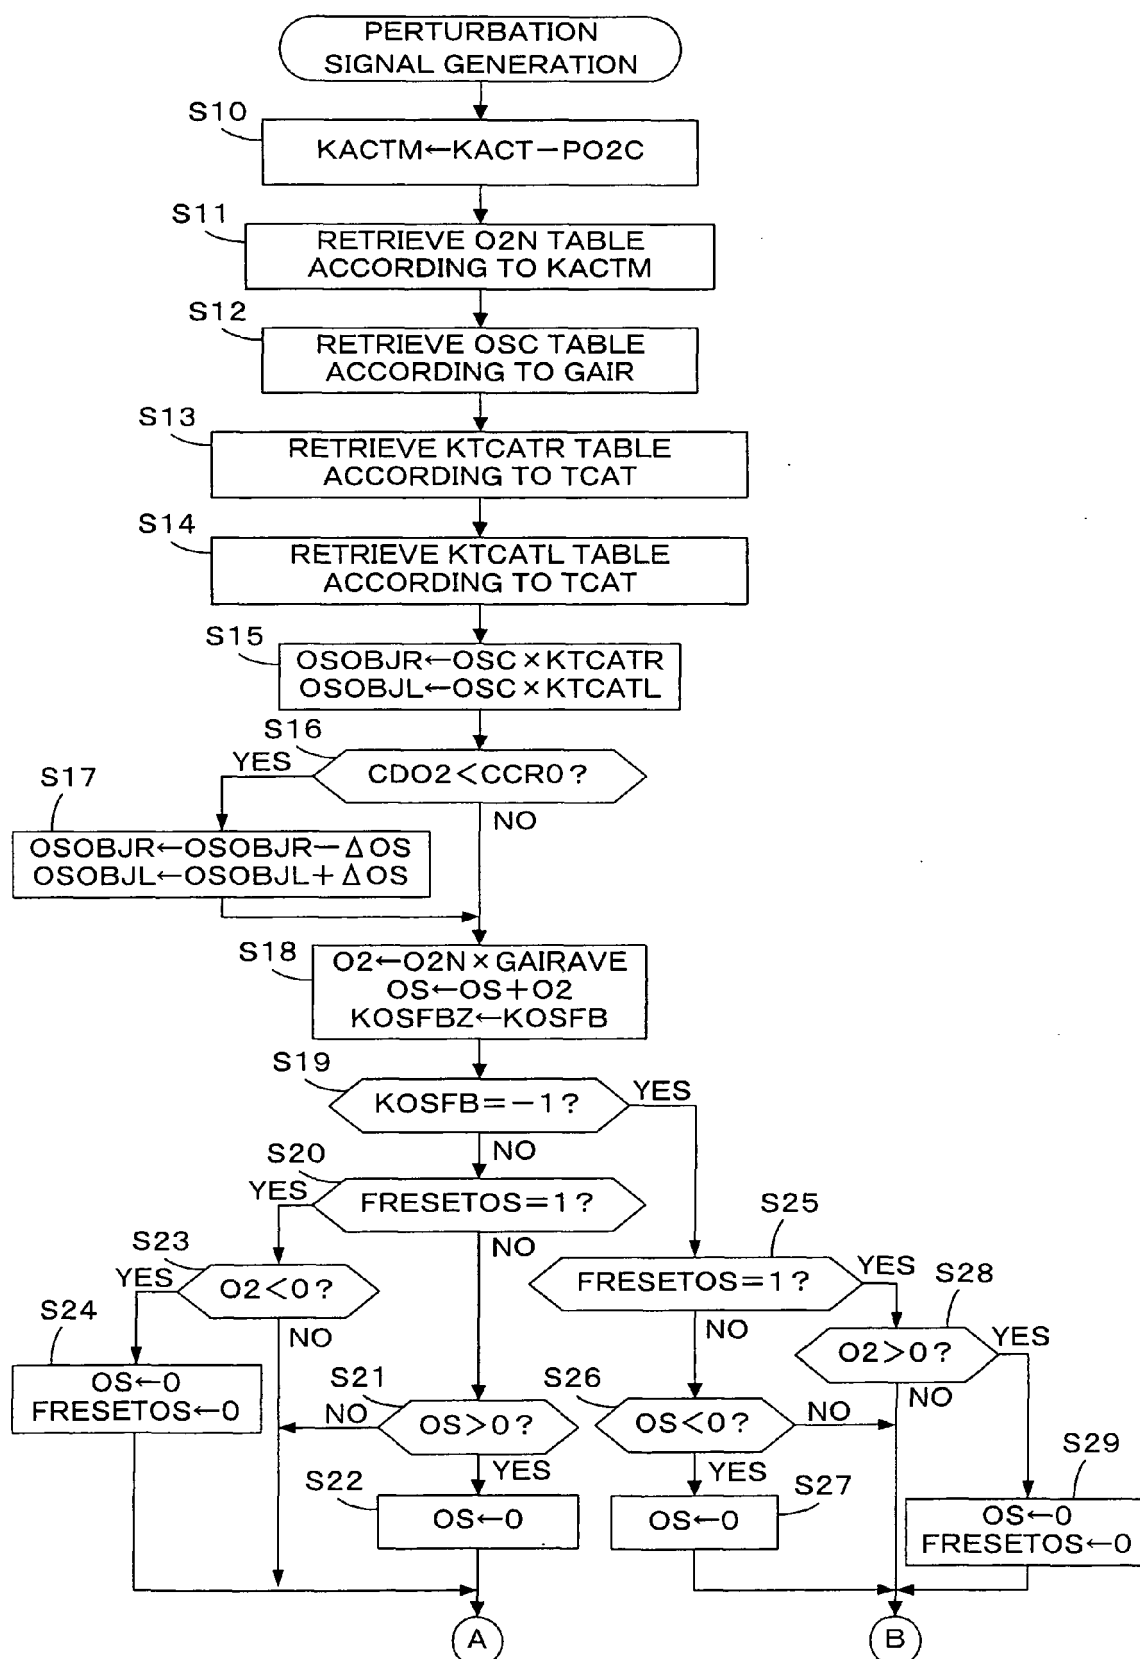 PERTURBATION
SIGNAL GENERATION
S10
KACTM←KACT−PO2C
S11
RETRIEVE O2N TABLE
ACCORDING TO KACTM
S12
RETRIEVE OSC TABLE
ACCORDING TO GAIR
S13
RETRIEVE KTCATR TABLE
ACCORDING TO TCAT
S14
RETRIEVE KTCATL TABLE
ACCORDING TO TCAT
S15
OSOBJR←OSC×KTCATR
OSOBJL←OSC×KTCATL
S16
CDO2<CCR0?
YES
NO
S17
OSOBJR←OSOBJR−ΔOS
OSOBJL←OSOBJL+ΔOS
S18
O2←O2N×GAIRAVE
OS←OS+O2
KOSFBZ←KOSFB
S19
KOSFB=−1?
YES
NO
S20
FRESETOS=1?
YES
NO
S25
FRESETOS=1?
YES
NO
S23
O2<0?
YES
NO
S28
O2>0?
YES
NO
S24
OS←0
FRESETOS←0
S21
OS>0?
NO
YES
S26
OS<0?
NO
YES
S22
OS←0
S27
OS←0
S29
OS←0
FRESETOS←0
A
B